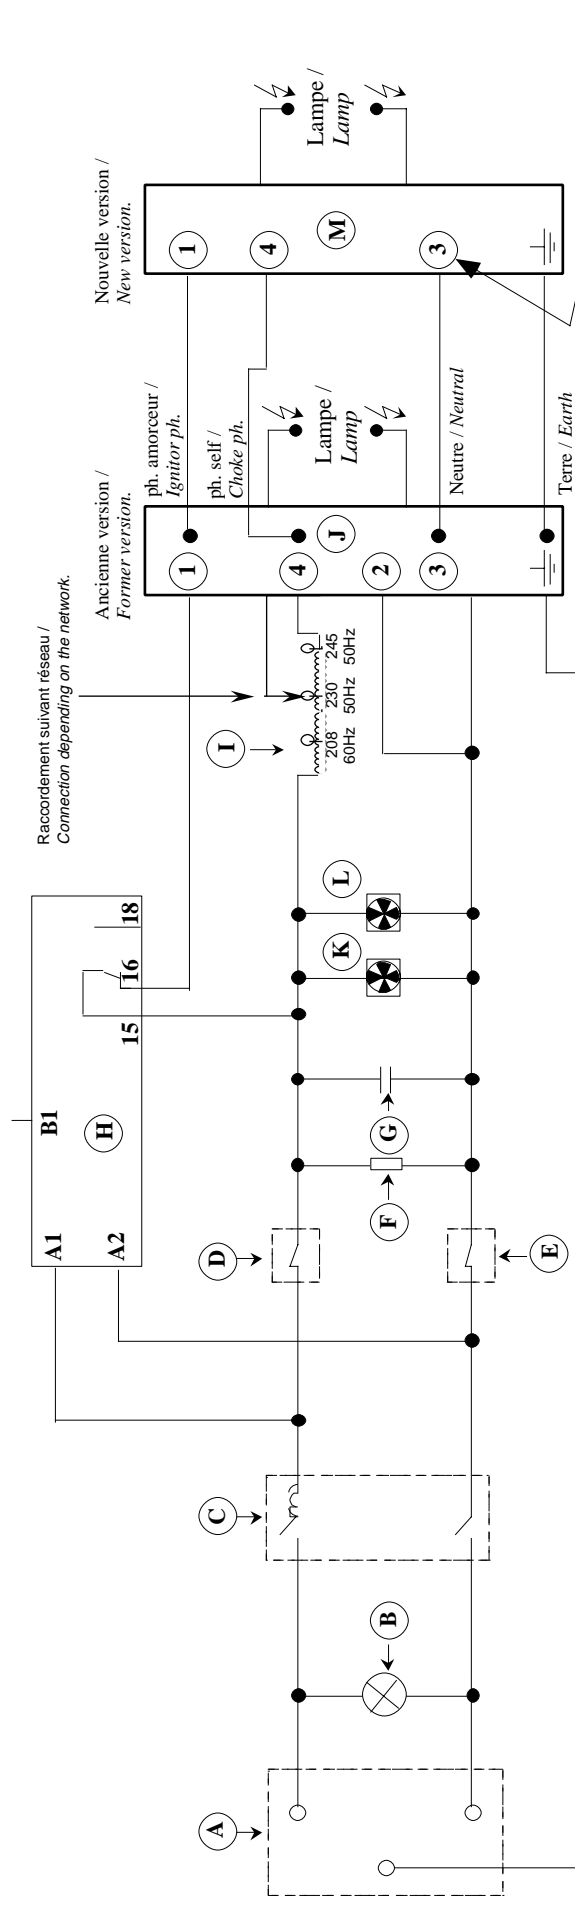 Raccordement suivant réseau /
Connection depending on the network.
Ancienne version /
Former version.
Nouvelle version /
New version.
A1
A2
B1
H
15
16
18
ph. amorceur /
Ignitor ph.
ph. self /
Choke ph.
1
4
2
3
J
1
4
M
3
Lampe /
Lamp
Lampe /
Lamp
Neutre / Neutral
Terre / Earth
A
B
C
D
E
F
G
K
L
I
208
60Hz
230
50Hz
245
50Hz